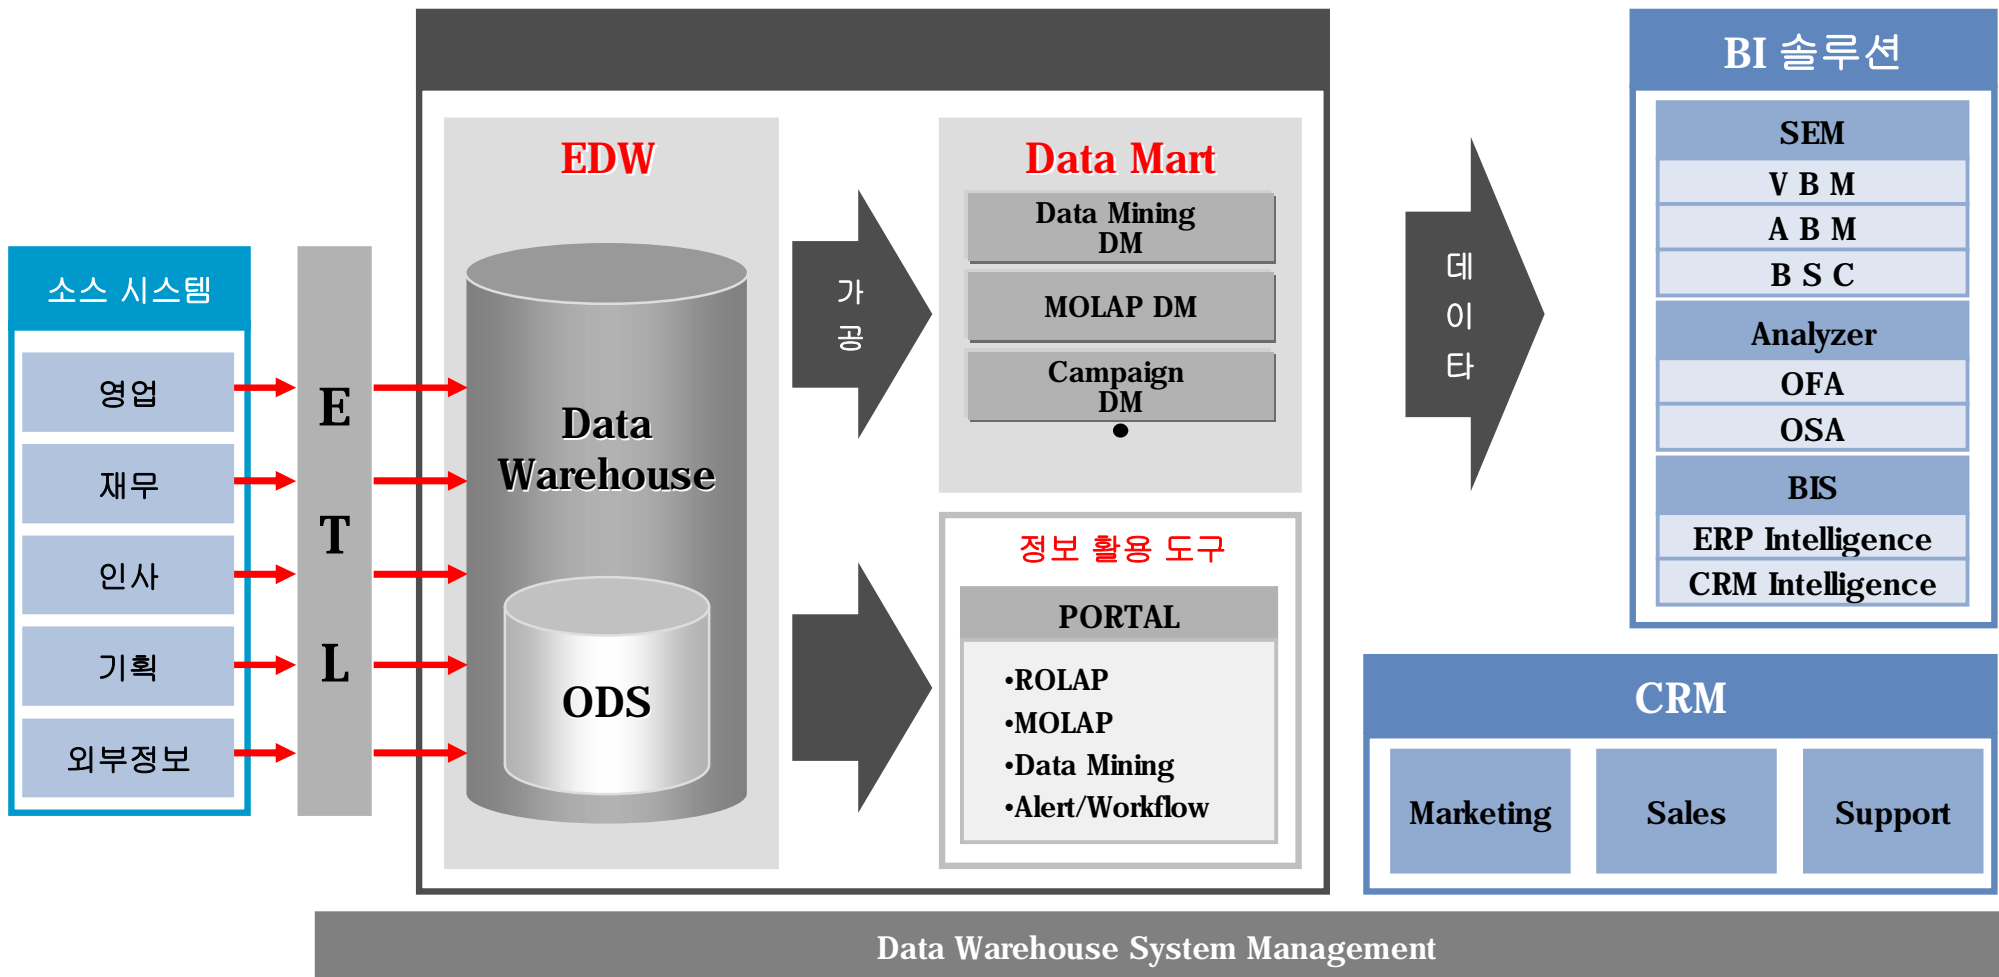 소스 시스템
영업
재무
인사
기획
외부정보
E
T
L
EDW
Data
Warehouse
ODS
가
공
Data Mart
Data Mining
DM
MOLAP DM
Campaign
DM
정보 활용 도구
PORTAL
•ROLAP
•MOLAP
•Data Mining
•Alert/Workflow
데
이
타
BI 솔루션
SEM
V B M
A B M
B S C
Analyzer
OFA
OSA
BIS
ERP Intelligence
CRM Intelligence
CRM
Marketing
Sales
Support
Data Warehouse System Management